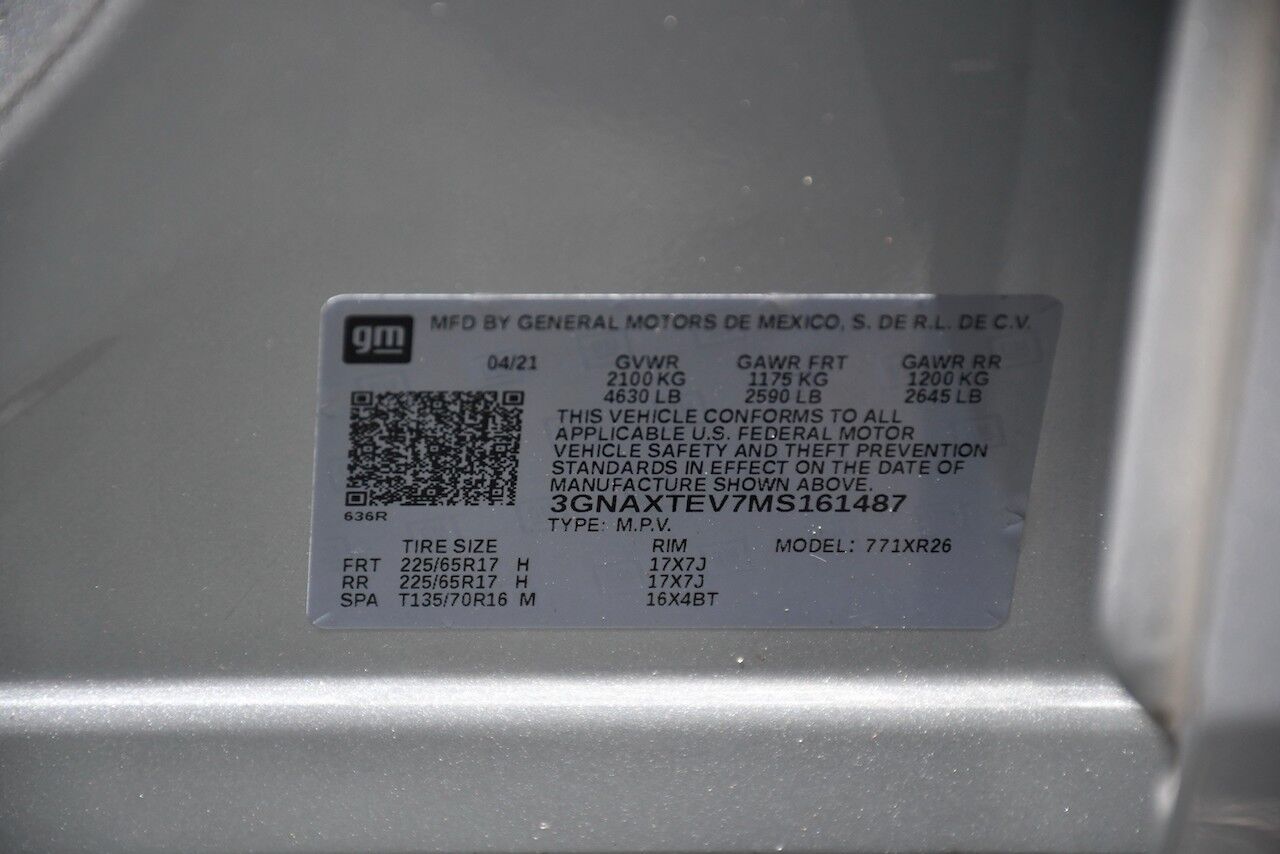 gm MFD BY GENERAL MOTORS DE MEXICO, S. DE R.L. DE C.V.
04/21 GVWR GAWR FRT GAWR RR
2100 KG 1175 KG 1200 KG
4630 LB 2590 LB 2645 LB
THIS VEHICLE CONFORMS TO ALL
APPLICABLE U.S. FEDERAL MOTOR
VEHICLE SAFETY AND THEFT PREVENTION
STANDARDS IN EFFECT ON THE DATE OF
MANUFACTURE SHOWN ABOVE.
3GNAXTEV7MS161487
636R
TYPE: M.P.V.
TIRE SIZE RIM MODEL: 771XR26
FRT 225/65R17 H 17X7J
RR 225/65R17 H 17X7J
SPA T135/70R16 M 16X4BT